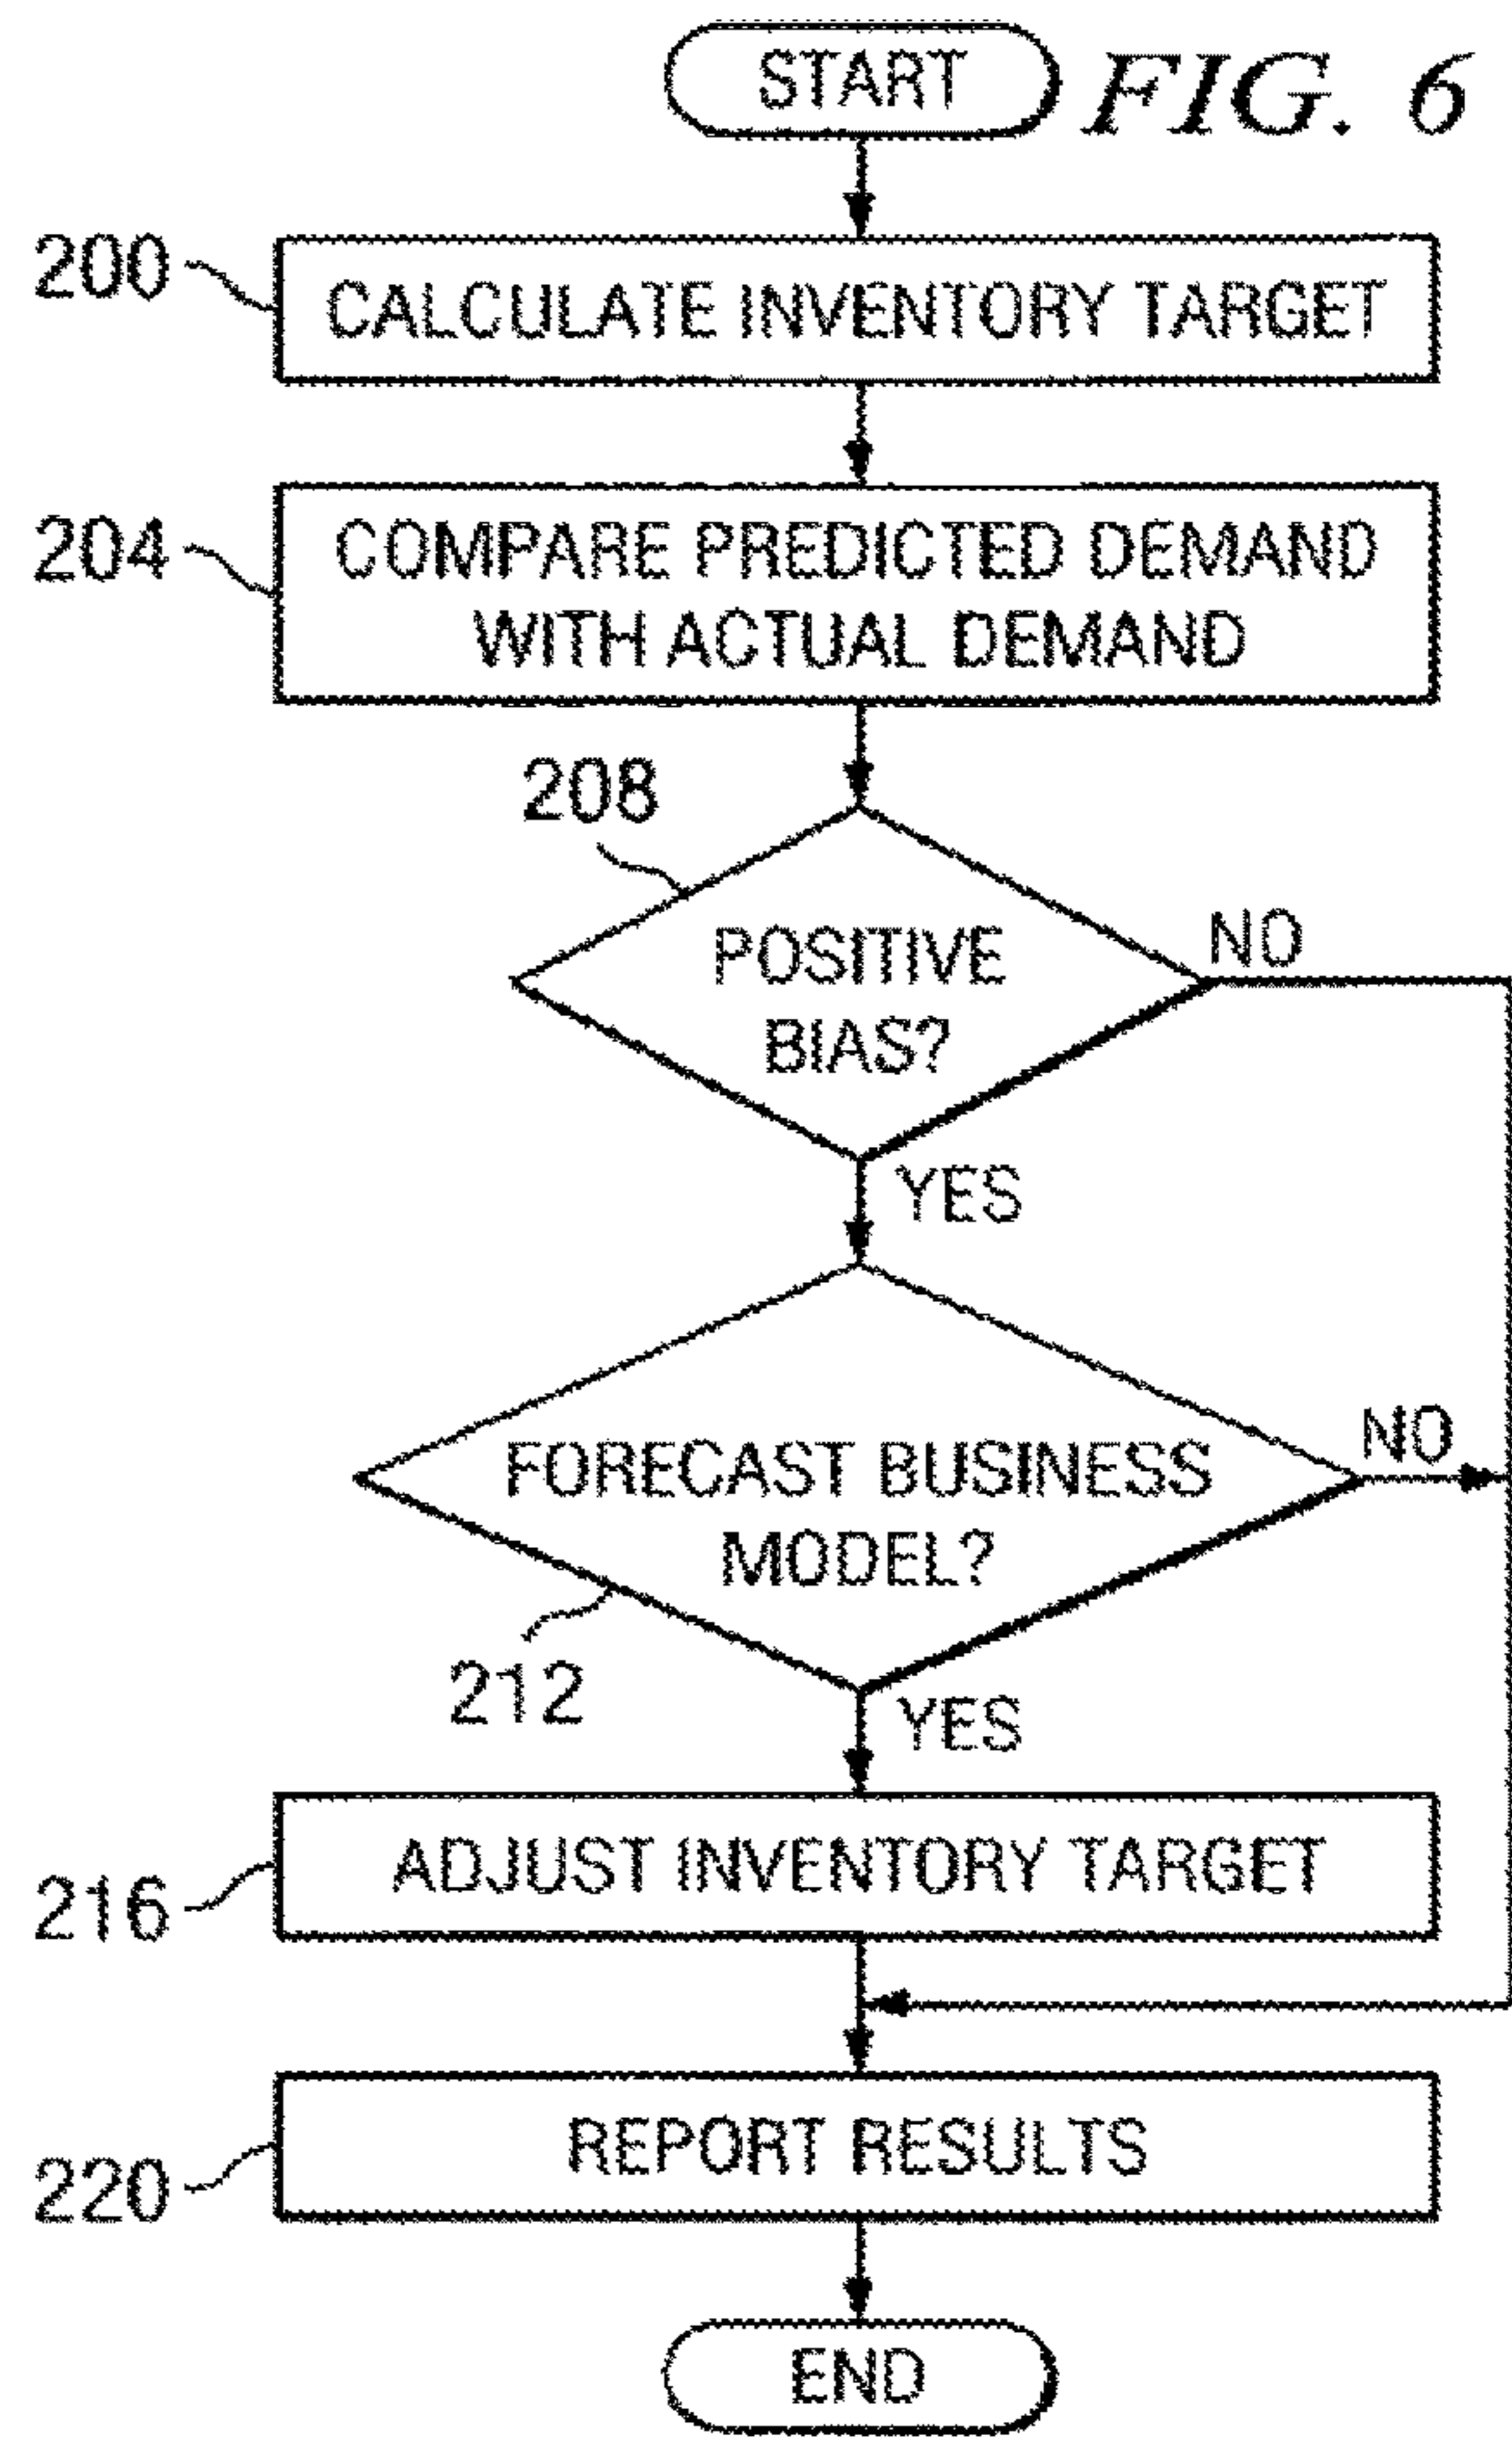 START
FIG. 6
200
CALCULATE INVENTORY TARGET
204
COMPARE PREDICTED DEMAND
WITH ACTUAL DEMAND
208
POSITIVE
BIAS?
NO
YES
FORECAST BUSINESS
MODEL?
NO
212
YES
216
ADJUST INVENTORY TARGET
220
REPORT RESULTS
END